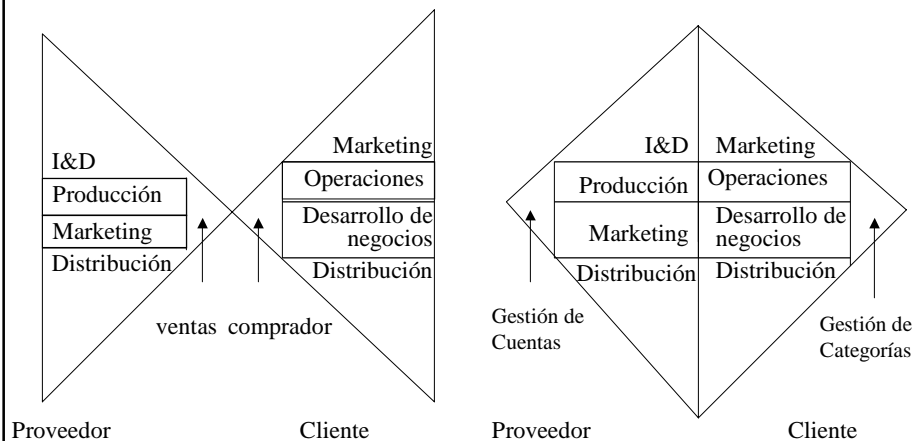 I&D
Producción
Marketing
Distribución
Marketing
Operaciones
Desarrollo de
negocios
Distribución
ventas comprador
Proveedor
Cliente
I&D
Producción
Marketing
Distribución
Marketing
Operaciones
Desarrollo de
negocios
Distribución
Gestión de
Cuentas
Gestión de
Categorías
Proveedor
Cliente